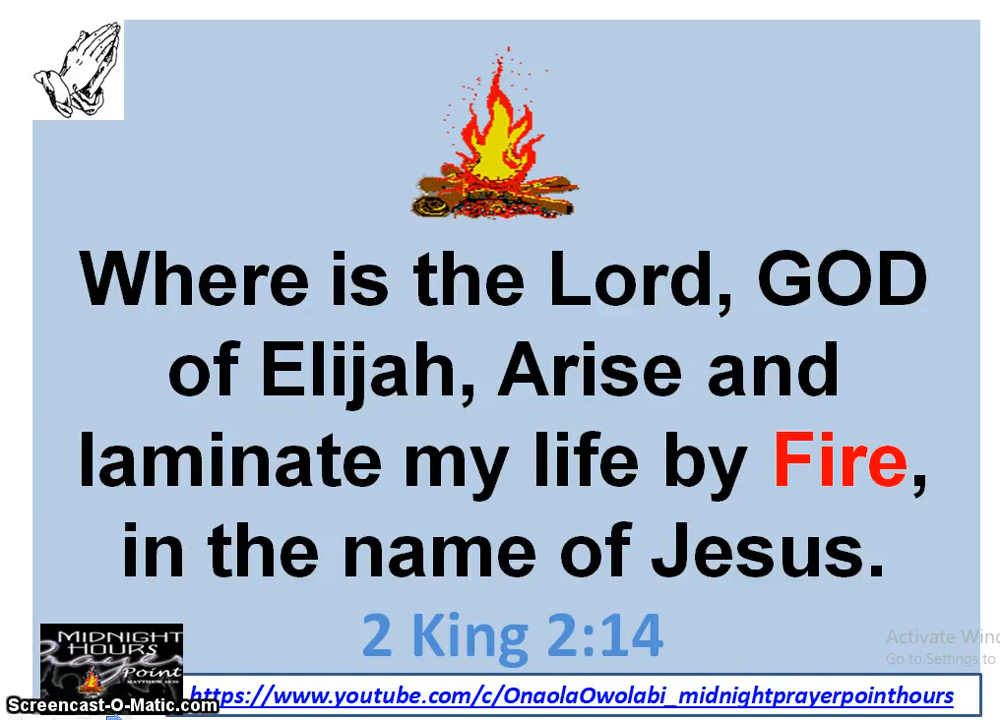 Where is the Lord, GOD
of Elijah, Arise and
laminate my life by Fire,
in the name of Jesus.
2 King 2:14
MIDNIGHT
HOURS
Prayer
Point
Activate Wind
Go to Settings to
https://www.youtube.com/c/OnaolaOwolabi_midnightprayerpointhours
Screencast-O-Matic.com